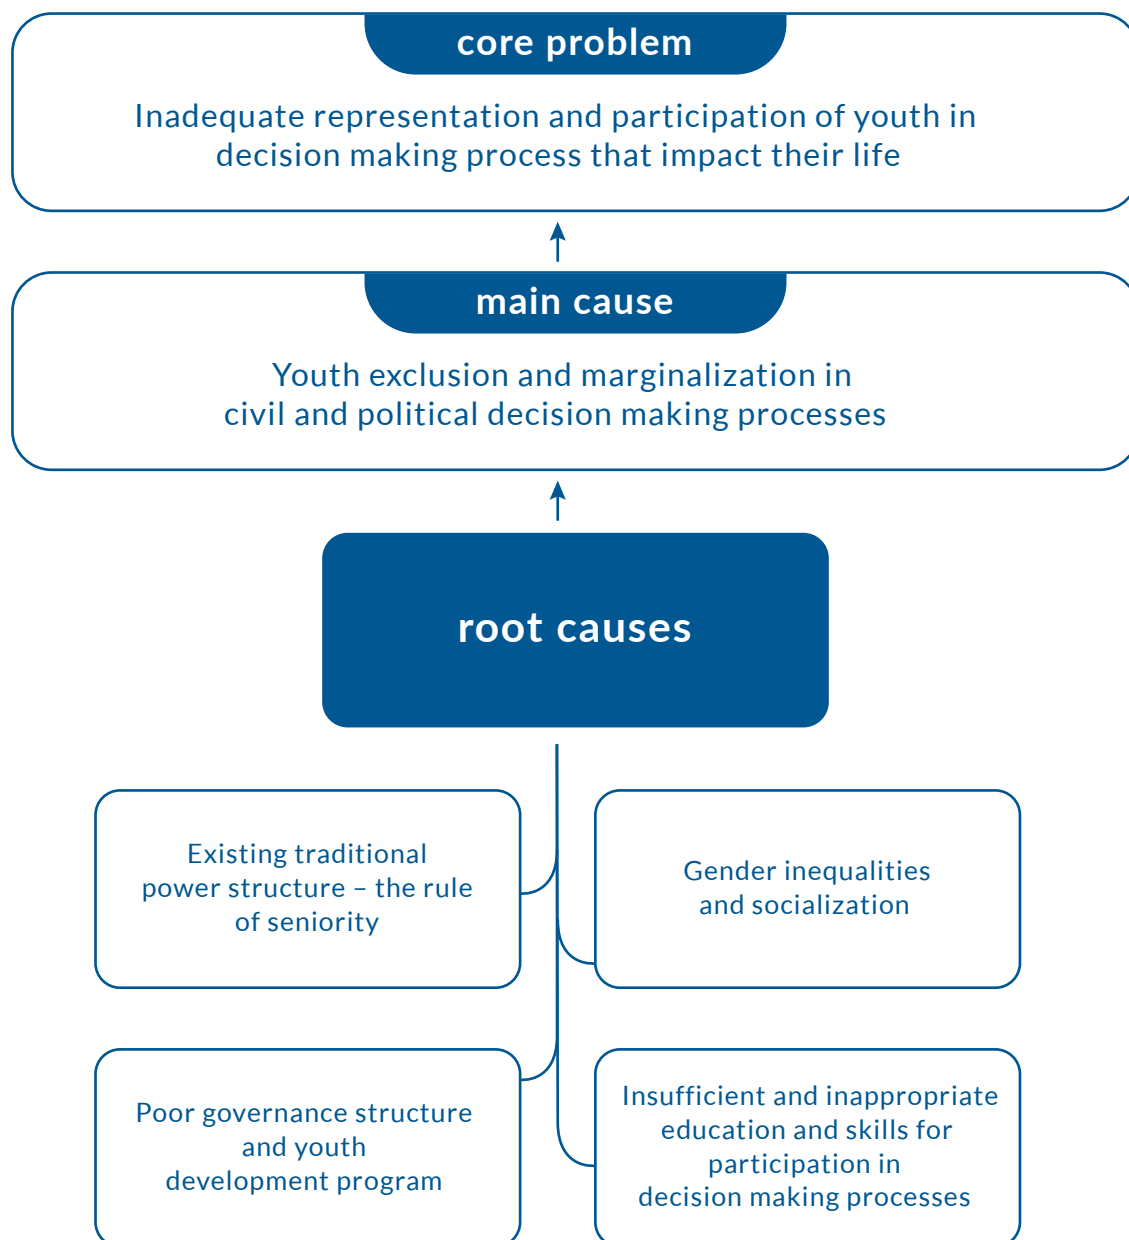 core problem
Inadequate representation and participation of youth in
decision making process that impact their life
main cause
Youth exclusion and marginalization in
civil and political decision making processes
root causes
Existing traditional
power structure – the rule
of seniority
Gender inequalities
and socialization
Poor governance structure
and youth
development program
Insufficient and inappropriate
education and skills for
participation in
decision making processes